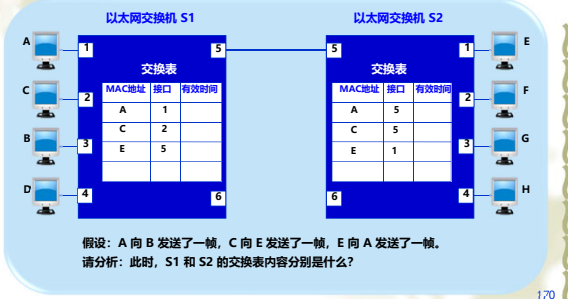 以太网交换机 S1
以太网交换机 S2
A
1
5
5
1
E
交换表
交换表
MAC地址 接口 有效时间
MAC地址 接口 有效时间
C
2
2
F
A 1
A 5
C 2
C 5
B
3
3
G
E 5
E 1
D
4
6
6
4
H
假设：A 向 B 发送了一帧，C 向 E 发送了一帧，E 向 A 发送了一帧。
请分析：此时，S1 和 S2 的交换表内容分别是什么？
170